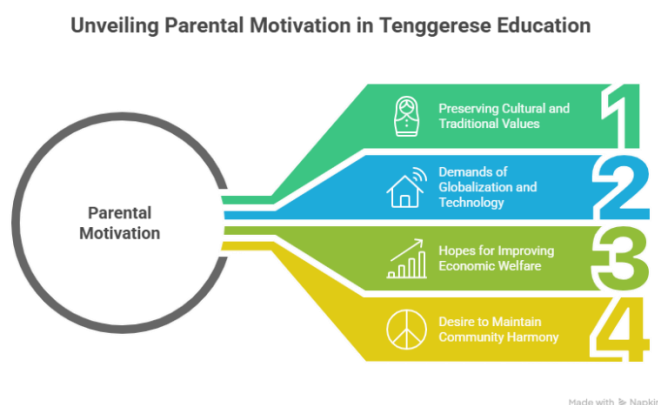 Unveiling Parental Motivation in Tenggerese Education
Parental
Motivation
Preserving Cultural and
Traditional Values
1
Demands of
Globalization and
Technology
2
Hopes for Improving
Economic Welfare
3
Desire to Maintain
Community Harmony
4
Made with Napkin